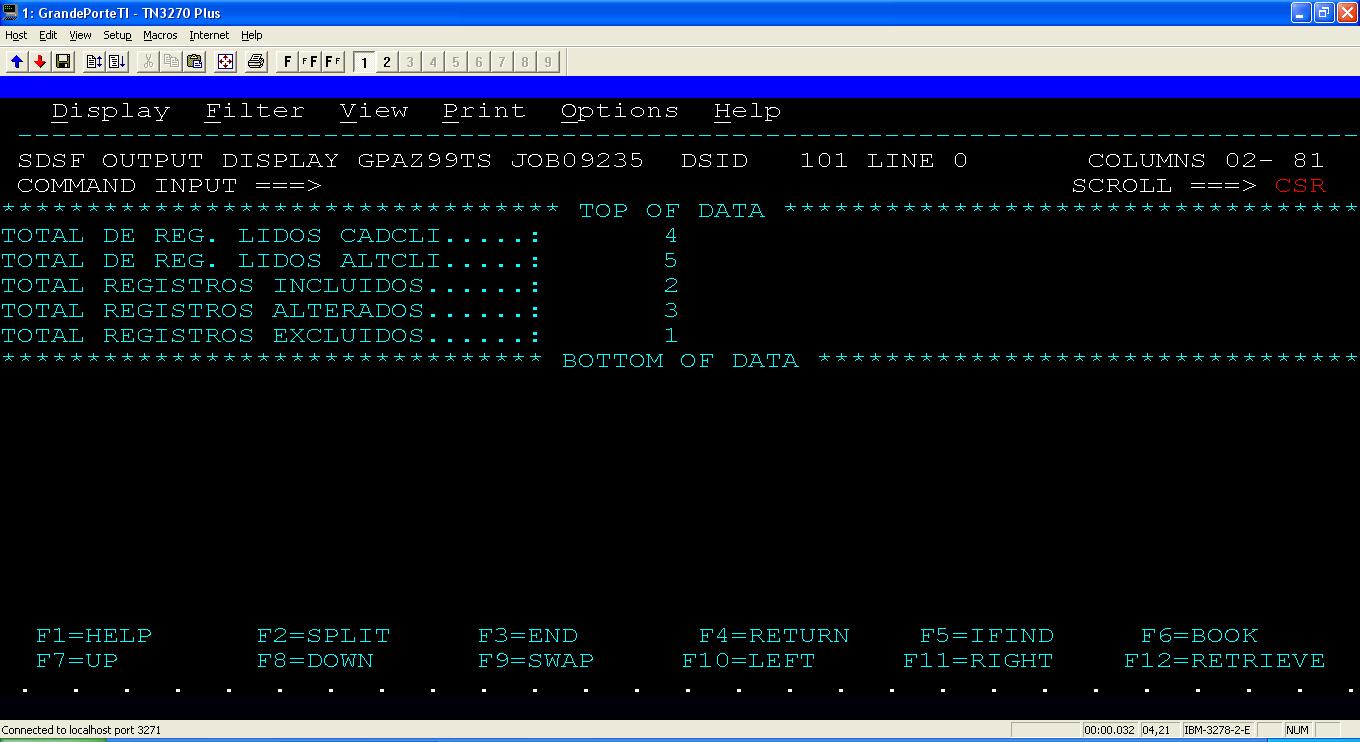 1: GrandePorteTI - TN3270 Plus
Host Edit View Setup Macros Internet Help
F FF FF 1 2 3 4 5 6 7 8 9
Display Filter View Print Options Help
--------------------------------------------------------------------------------
SDSF OUTPUT DISPLAY GPAZ99TS JOB09235 DSID 101 LINE 0 COLUMNS 02- 81
COMMAND INPUT ===> SCROLL ===> CSR
********************************* TOP OF DATA **********************************
TOTAL DE REG. LIDOS CADCLI.....: 4
TOTAL DE REG. LIDOS ALTCLI.....: 5
TOTAL REGISTROS INCLUIDOS......: 2
TOTAL REGISTROS ALTERADOS......: 3
TOTAL REGISTROS EXCLUIDOS......: 1
******************************** BOTTOM OF DATA ********************************
F1=HELP F2=SPLIT F3=END F4=RETURN F5=IFIND F6=BOOK
F7=UP F8=DOWN F9=SWAP F10=LEFT F11=RIGHT F12=RETRIEVE
Connected to localhost port 3271 00:00.032 04,21 IBM-3278-2-E NUM